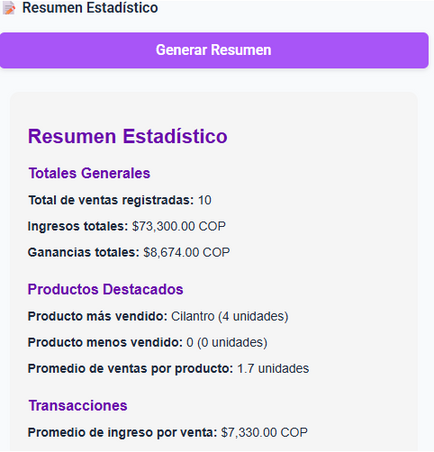 Resumen Estadístico
Generar Resumen
Resumen Estadístico
Totales Generales
Total de ventas registradas: 10
Ingresos totales: $73,300.00 COP
Ganancias totales: $8,674.00 COP
Productos Destacados
Producto más vendido: Cilantro (4 unidades)
Producto menos vendido: 0 (0 unidades)
Promedio de ventas por producto: 1.7 unidades
Transacciones
Promedio de ingreso por venta: $7,330.00 COP